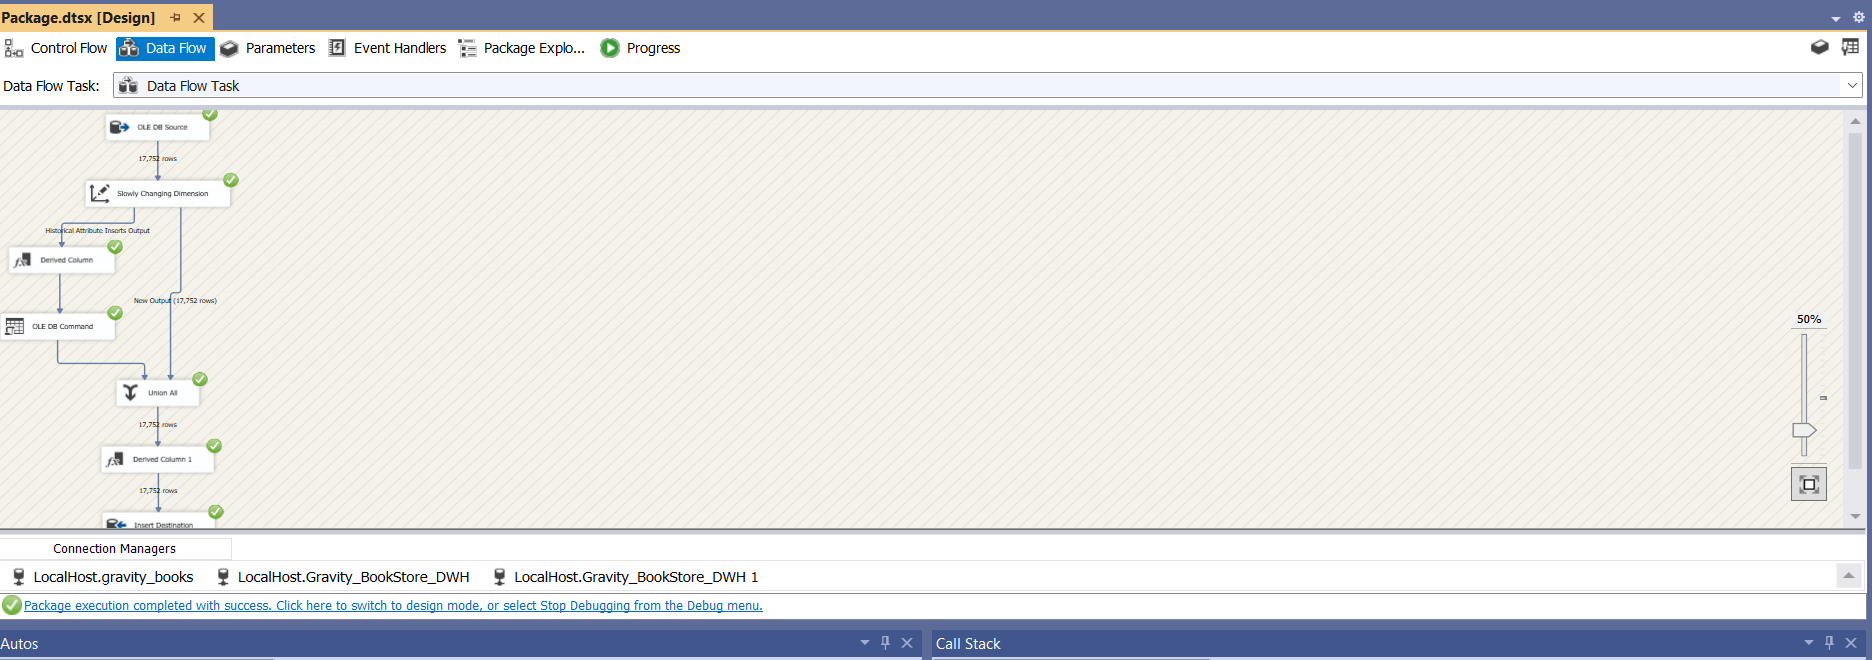 Package.dtsx [Design]
Control Flow Data Flow Parameters Event Handlers Package Explo... Progress
Data Flow Task: Data Flow Task
OLE DB Source
17,752 rows
Slowly Changing Dimension
Historical Attribute Inserts Output
Derived Column
New Output (17,752 rows)
50%
OLE DB Command
Union All
17,752 rows
Derived Column 1
17,752 rows
Insert Destination
Connection Managers
LocalHost.gravity_books LocalHost.Gravity_BookStore_DWH LocalHost.Gravity_BookStore_DWH 1
Package execution completed with success. Click here to switch to design mode, or select Stop Debugging from the Debug menu.
Autos Call Stack